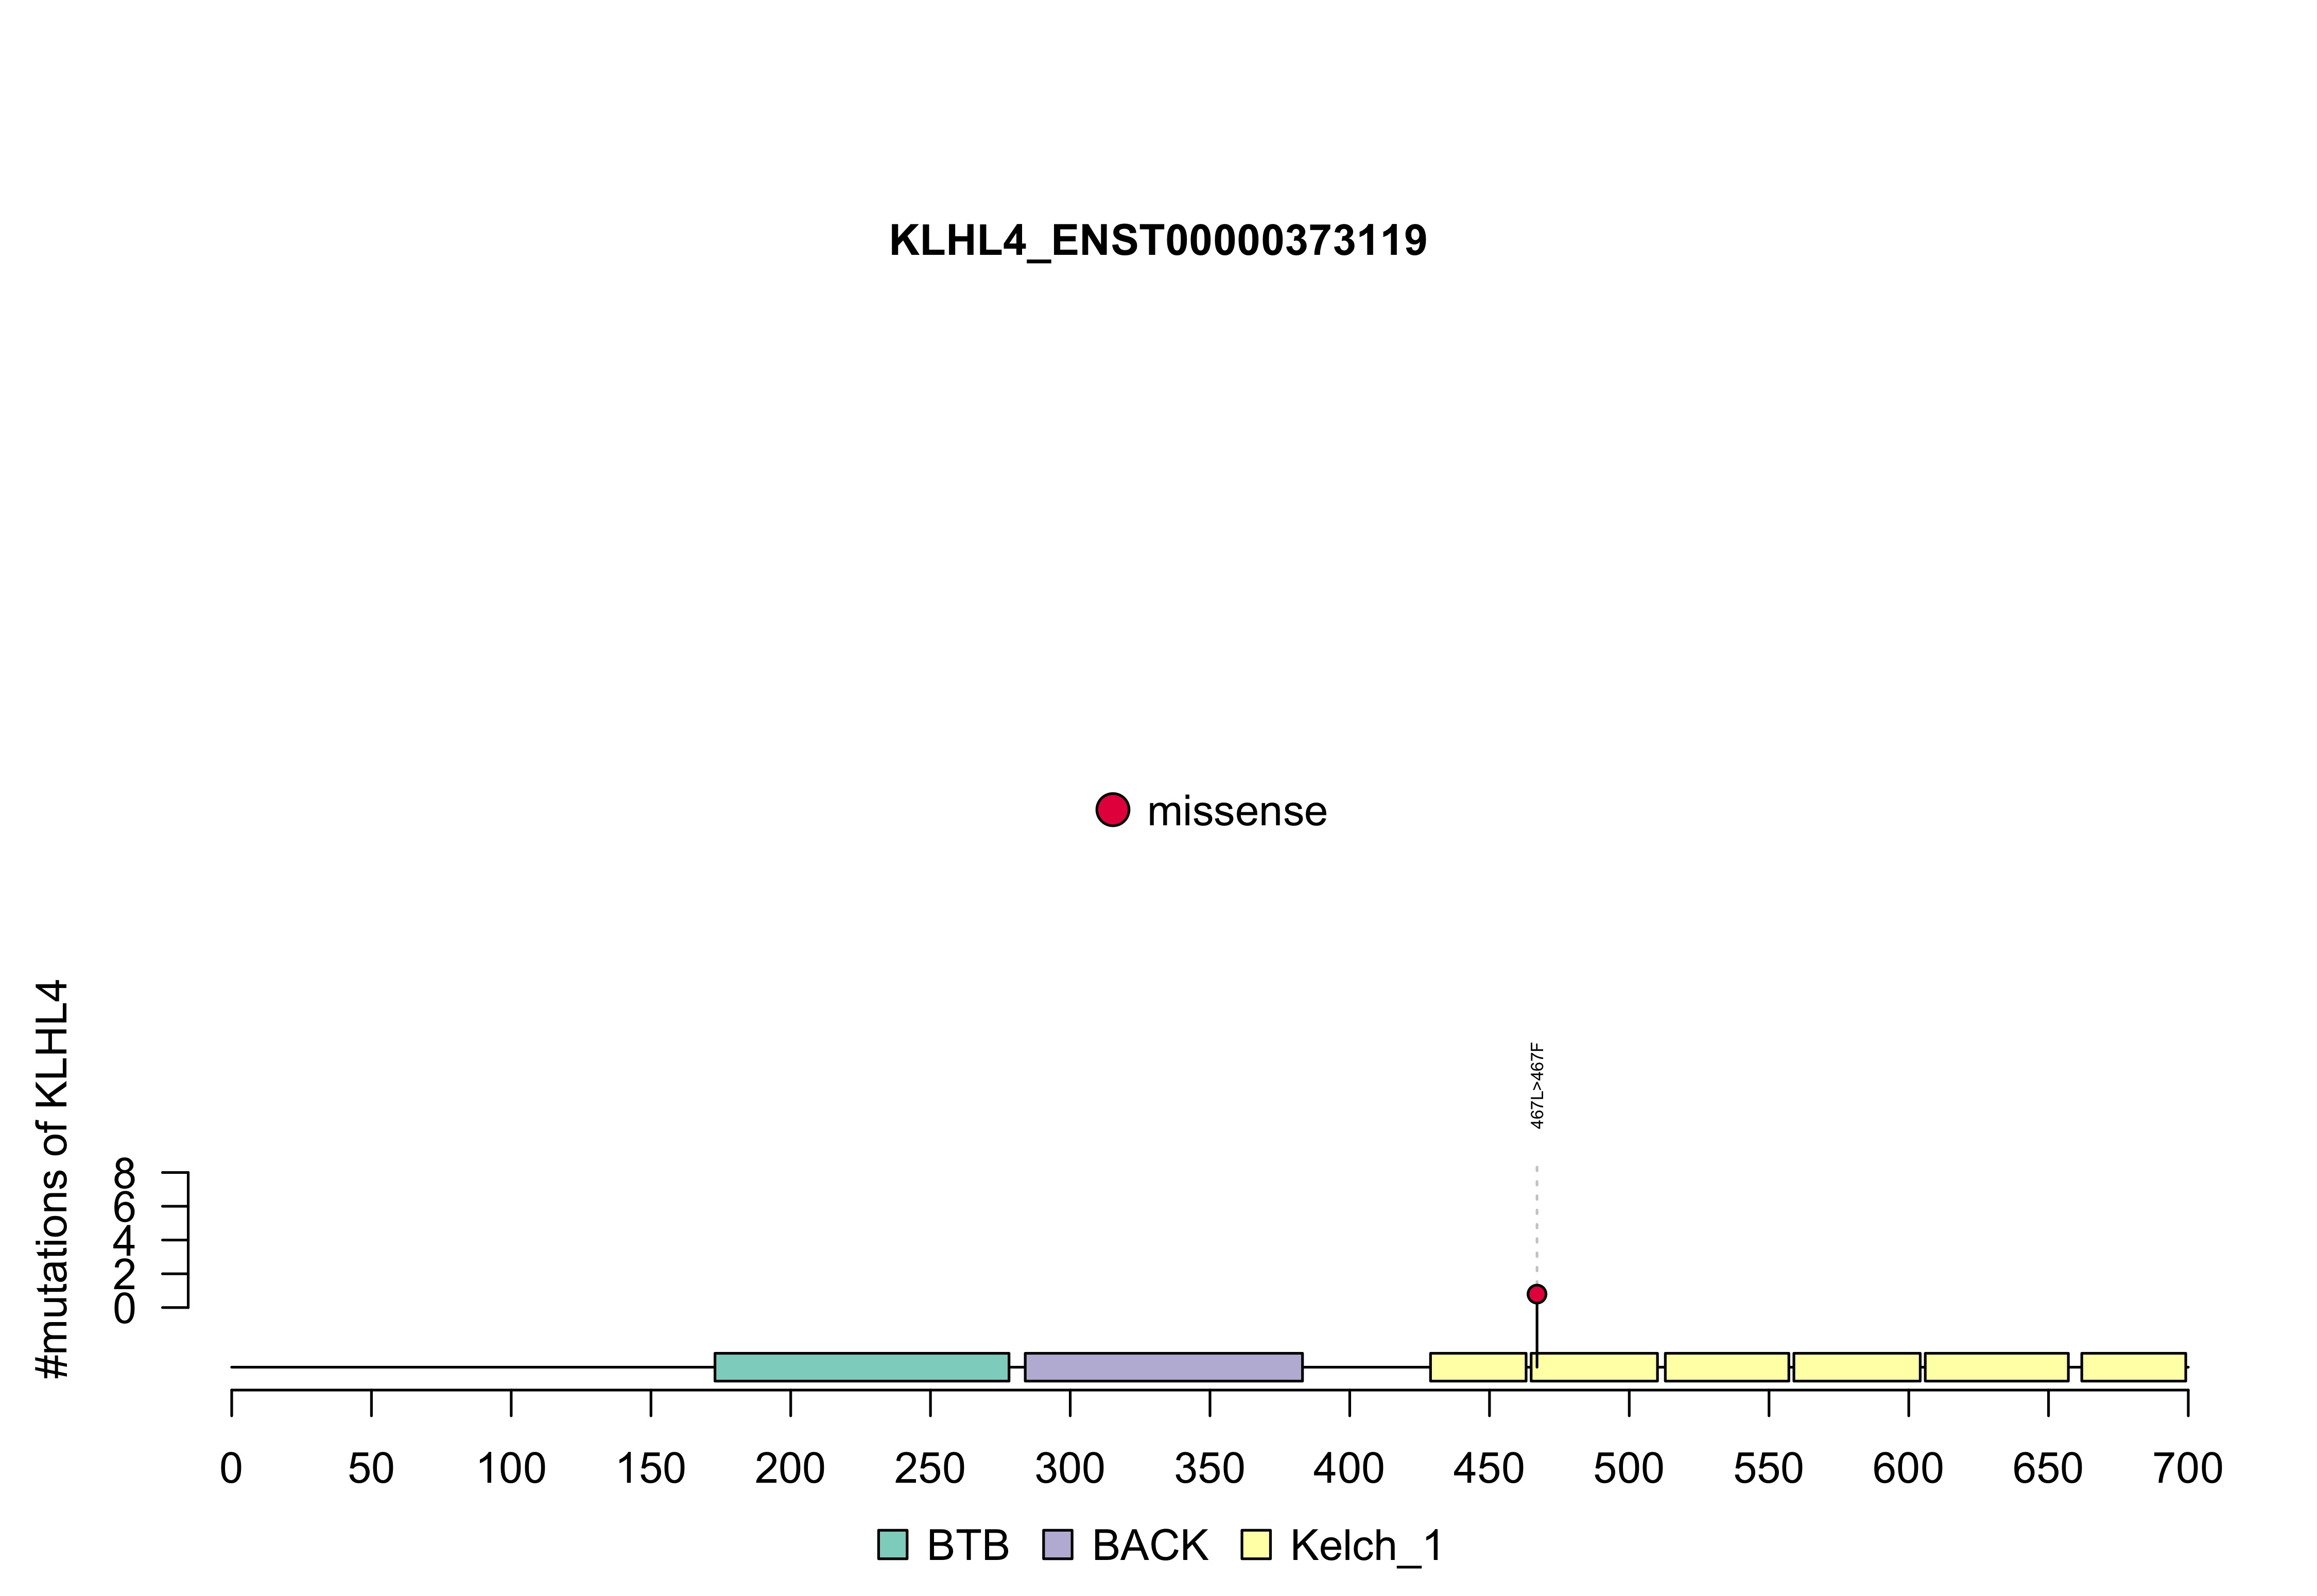 KLHL4_ENST00000373119
missense
#mutations of KLHL4
467L>467F
8
6
4
2
0
0 50 100 150 200 250 300 350 400 450 500 550 600 650 700
BTB BACK Kelch_1